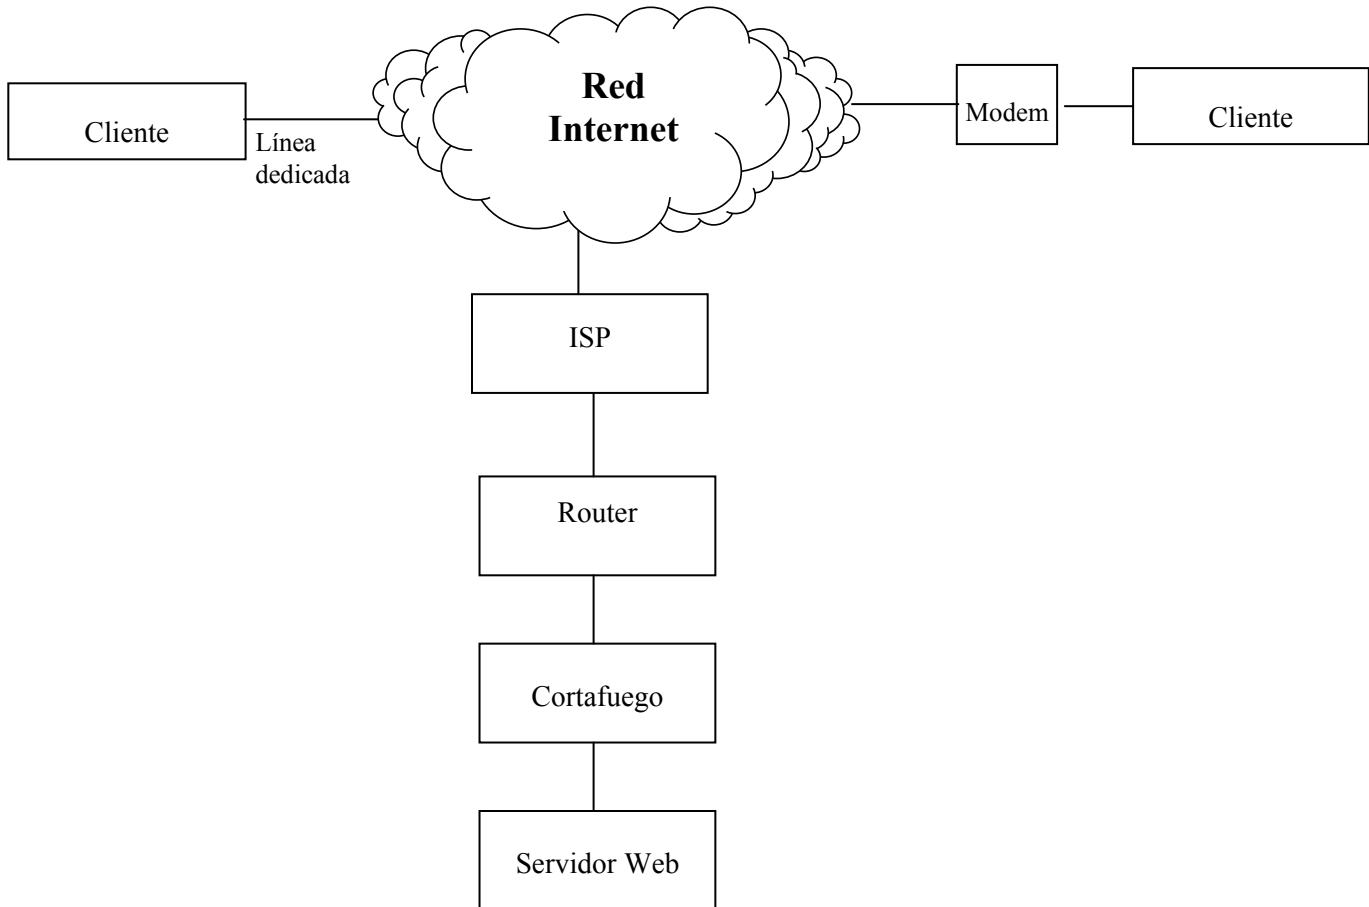 Red
Internet
Cliente
Línea
dedicada
Modem
Cliente
ISP
Router
Cortafuego
Servidor Web